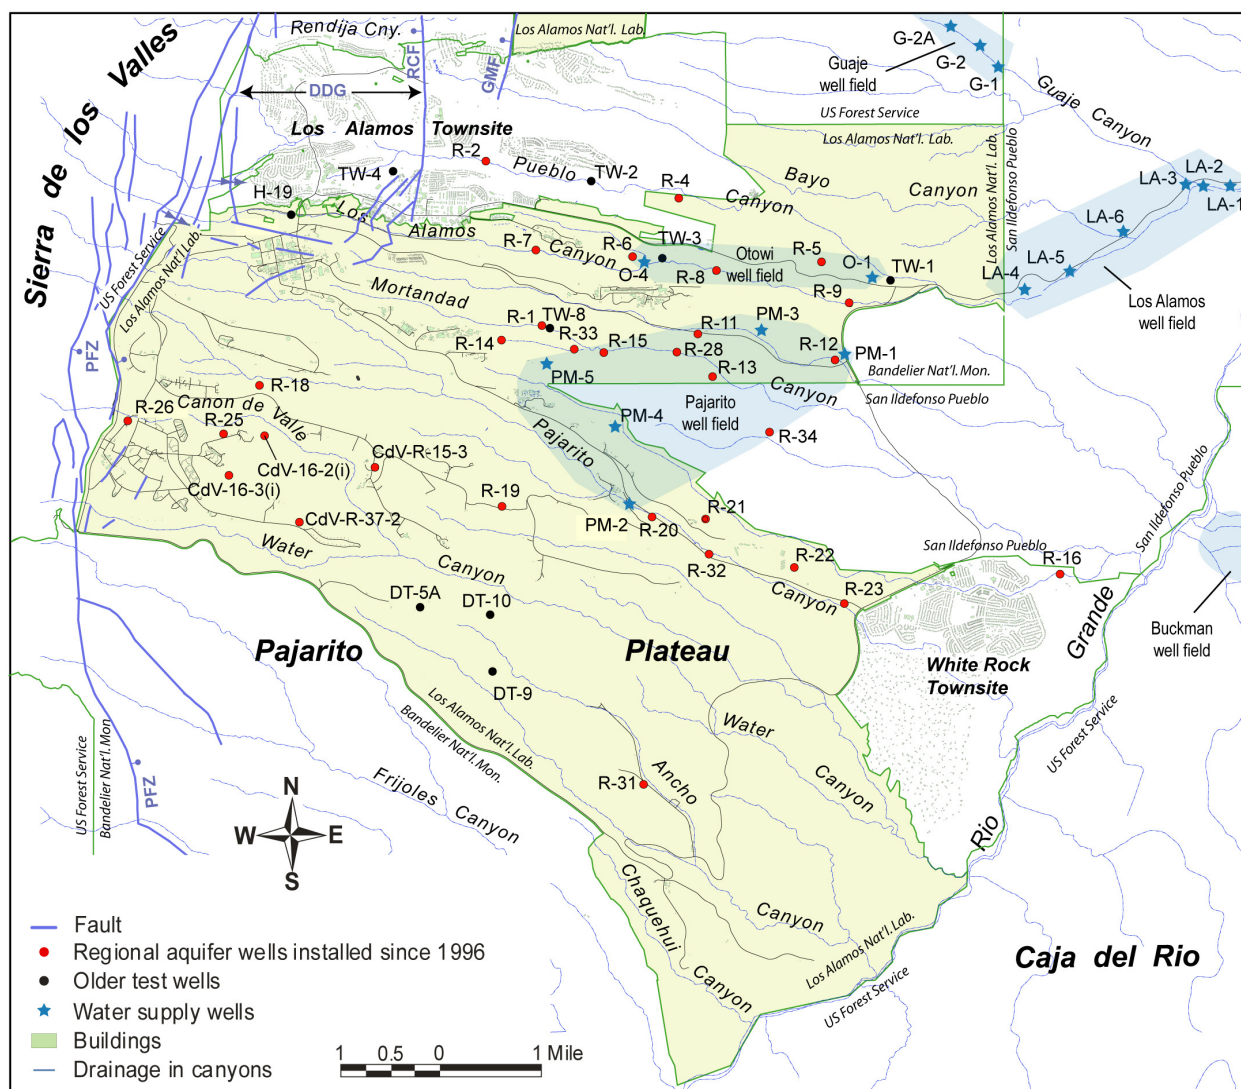 Rendija Cny.
Los Alamos Nat'l. Lab.
G-2A
G-2
G-1
Guaje
well field
Guaje Canyon
Sierra de los Valles
RCF
GMF
DDG
US Forest Service
Los Alamos Nat'l. Lab.
Los Alamos Nat'l. Lab.
San Ildefonso Pueblo
Los Alamos Townsite
R-2
Pueblo
Canyon
TW-4
TW-2
R-4
Bayo
Canyon
LA-2
LA-3
LA-1
LA-6
LA-5
LA-4
Los Alamos
well field
H-19
Los
Alamos
Canyon
R-7
R-6
TW-3
O-4
R-8
Otowi
well field
R-5
O-1
TW-1
R-9
US Forest Service
Los Alamos Nat'l. Lab.
Mortandad
Canyon
R-1
TW-8
R-33
R-14
R-15
R-11
PM-3
R-28
R-12
PM-1
R-13
PM-5
Bandelier Nat'l. Mon.
San Ildefonso Pueblo
PFZ
R-18
Canon de
Valle
R-26
R-25
CdV-16-2(i)
CdV-16-3(i)
CdV-R-15-3
CdV-R-37-2
PM-4
Pajarito
well field
R-34
Pajarito
Canyon
R-19
PM-2
R-20
R-21
R-32
R-22
R-23
San Ildefonso Pueblo
R-16
San Ildefonso Pueblo
Buckman
well field
Water
Canyon
DT-5A
DT-10
DT-9
Pajarito Plateau
White Rock
Townsite
Rio Grande
US Forest Service
Los Alamos Nat'l. Lab.
Bandelier Nat'l. Mon.
US Forest Service
Bandelier Nat'l. Mon
PFZ
Frijoles Canyon
Water
Canyon
R-31
Ancho
Canyon
Chaquehui
Canyon
Los Alamos Nat'l. Lab.
US Forest Service
Caja del Rio
N
W E
S
Fault
Regional aquifer wells installed since 1996
Older test wells
Water supply wells
Buildings
Drainage in canyons
1 0.5 0 1 Mile